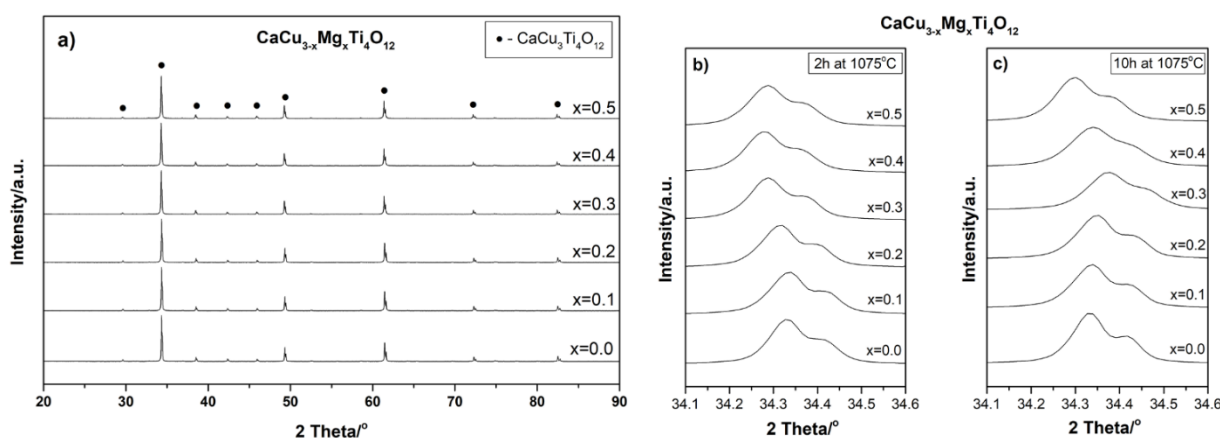 a)
CaCu₃₋ₓMgₓTi₄O₁₂
● - CaCu₃Ti₄O₁₂
x=0.5
x=0.4
x=0.3
x=0.2
x=0.1
x=0.0
Intensity/a.u.
20 30 40 50 60 70 80 90
2 Theta/°
CaCu₃₋ₓMgₓTi₄O₁₂
b)
2h at 1075°C
x=0.5
x=0.4
x=0.3
x=0.2
x=0.1
x=0.0
Intensity/a.u.
34.1 34.2 34.3 34.4 34.5 34.6
2 Theta/°
c)
10h at 1075°C
x=0.5
x=0.4
x=0.3
x=0.2
x=0.1
x=0.0
Intensity/a.u.
34.1 34.2 34.3 34.4 34.5 34.6
2 Theta/°